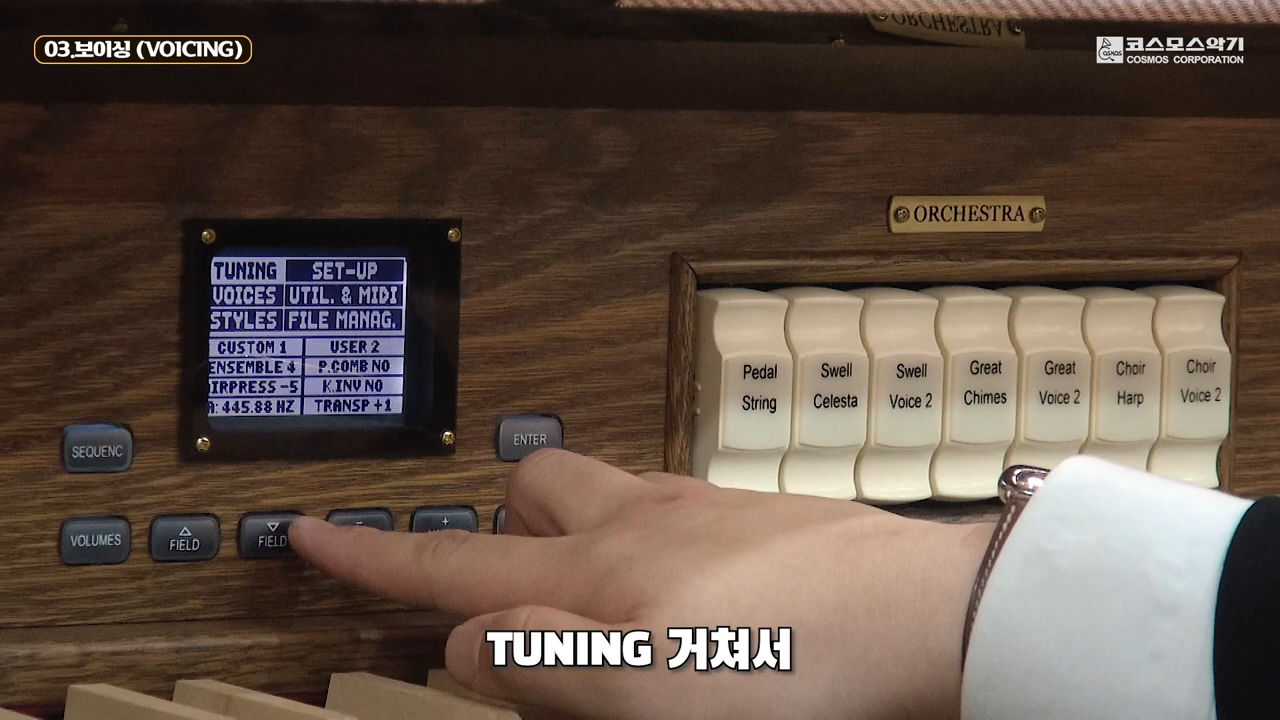 03.보이싱 (VOICING)
코스모스악기
COSMOS CORPORATION
ORCHESTRA
ORCHESTRA
TUNING SET-UP
VOICES UTIL. & MIDI
STYLES FILE MANAG.
CUSTOM 1 USER 2
ENSEMBLE 4 P.COMB NO
IRPRESS -5 K.INV NO
A: 445.88 HZ TRANSP +1
Pedal String
Swell Celesta
Swell Voice 2
Great Chimes
Great Voice 2
Choir Harp
Choir Voice 2
SEQUENC
ENTER
VOLUMES
FIELD
FIELD
TUNING 거쳐서